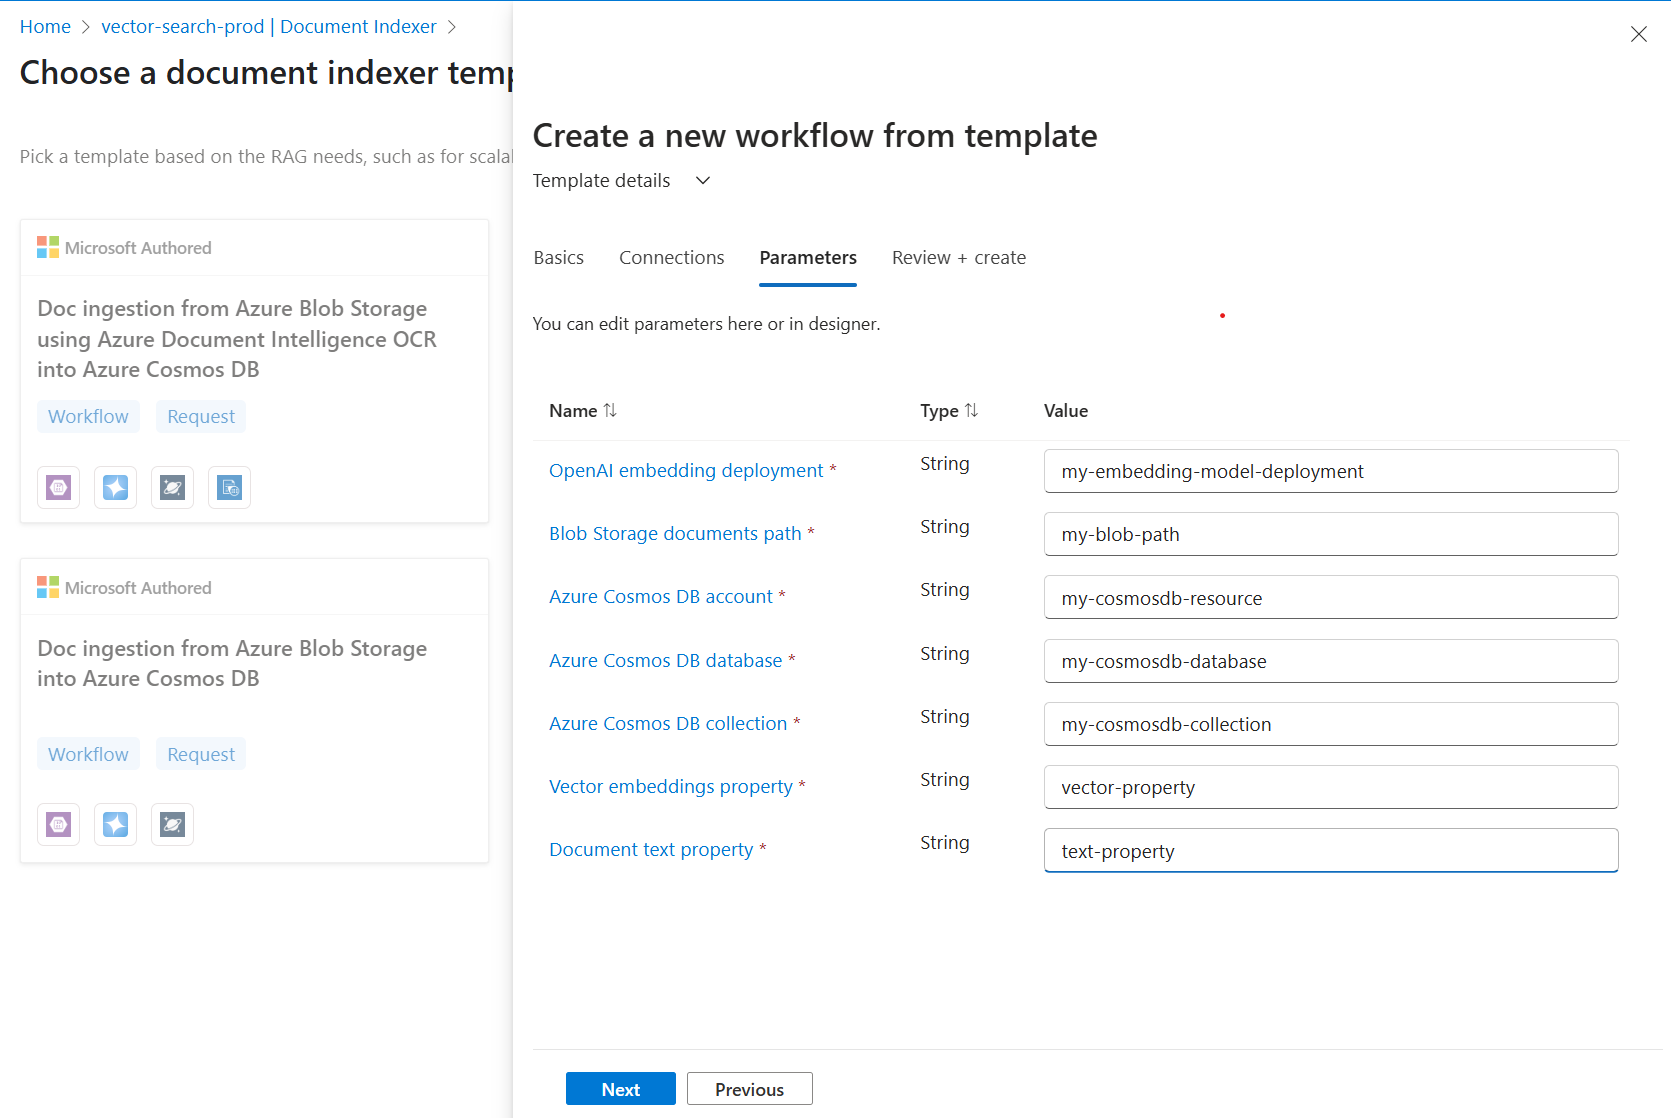 Home > vector-search-prod | Document Indexer >
Choose a document indexer temp
Pick a template based on the RAG needs, such as for scalal
Microsoft Authored
Doc ingestion from Azure Blob Storage
using Azure Document Intelligence OCR
into Azure Cosmos DB
Workflow Request
Microsoft Authored
Doc ingestion from Azure Blob Storage
into Azure Cosmos DB
Workflow Request
Create a new workflow from template
Template details
Basics Connections Parameters Review + create
You can edit parameters here or in designer.
Name Type Value
OpenAI embedding deployment * String my-embedding-model-deployment
Blob Storage documents path * String my-blob-path
Azure Cosmos DB account * String my-cosmosdb-resource
Azure Cosmos DB database * String my-cosmosdb-database
Azure Cosmos DB collection * String my-cosmosdb-collection
Vector embeddings property * String vector-property
Document text property * String text-property
Next Previous